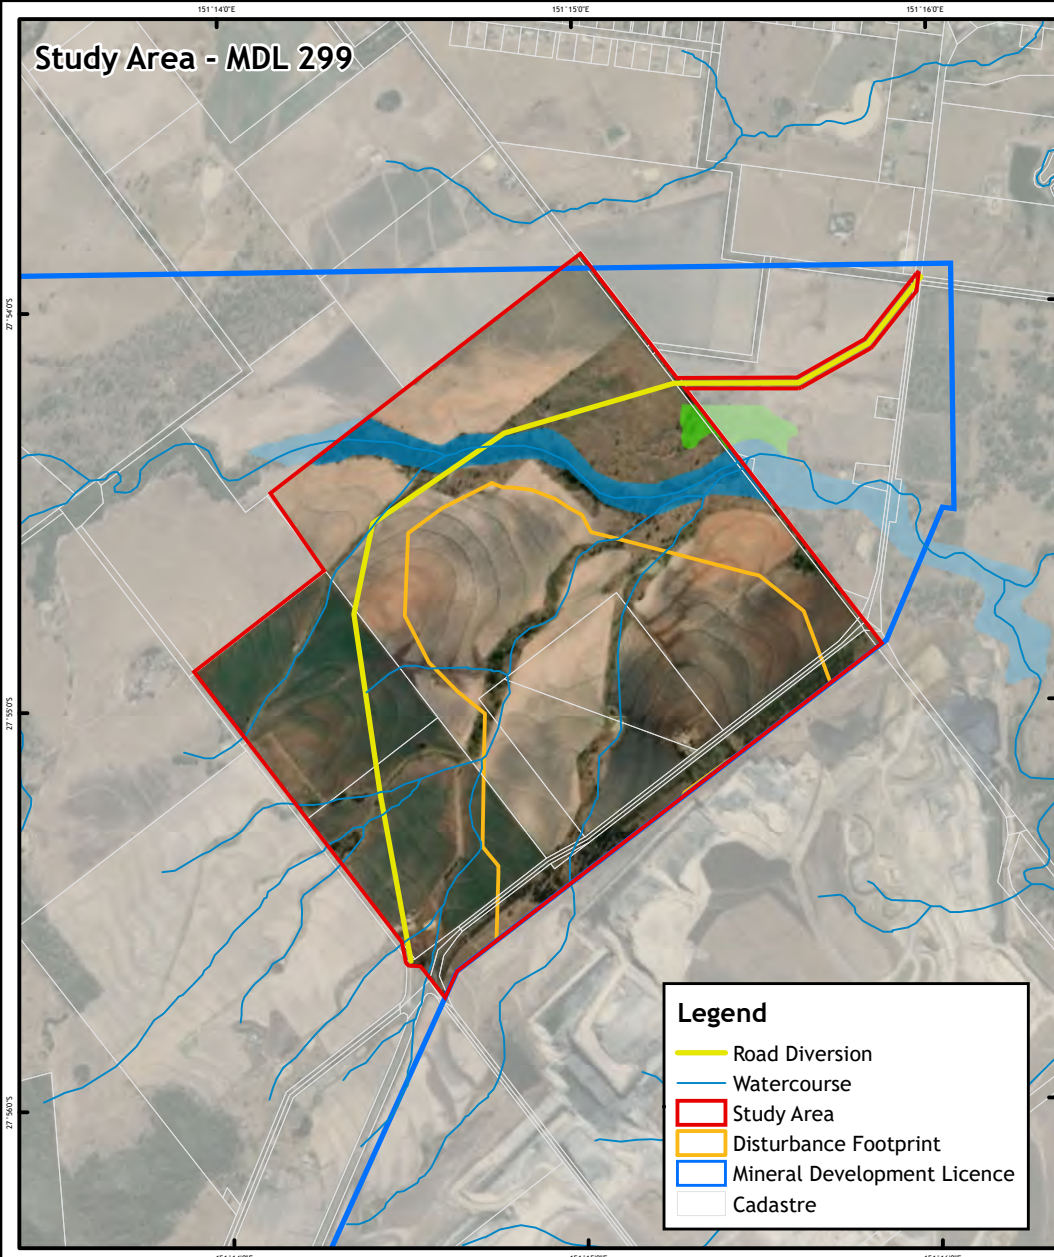 151°14'0"E
151°15'0"E
151°16'0"E
Study Area - MDL 299
27°54'0"S
27°55'0"S
27°56'0"S
Legend
Road Diversion
Watercourse
Study Area
Disturbance Footprint
Mineral Development Licence
Cadastre